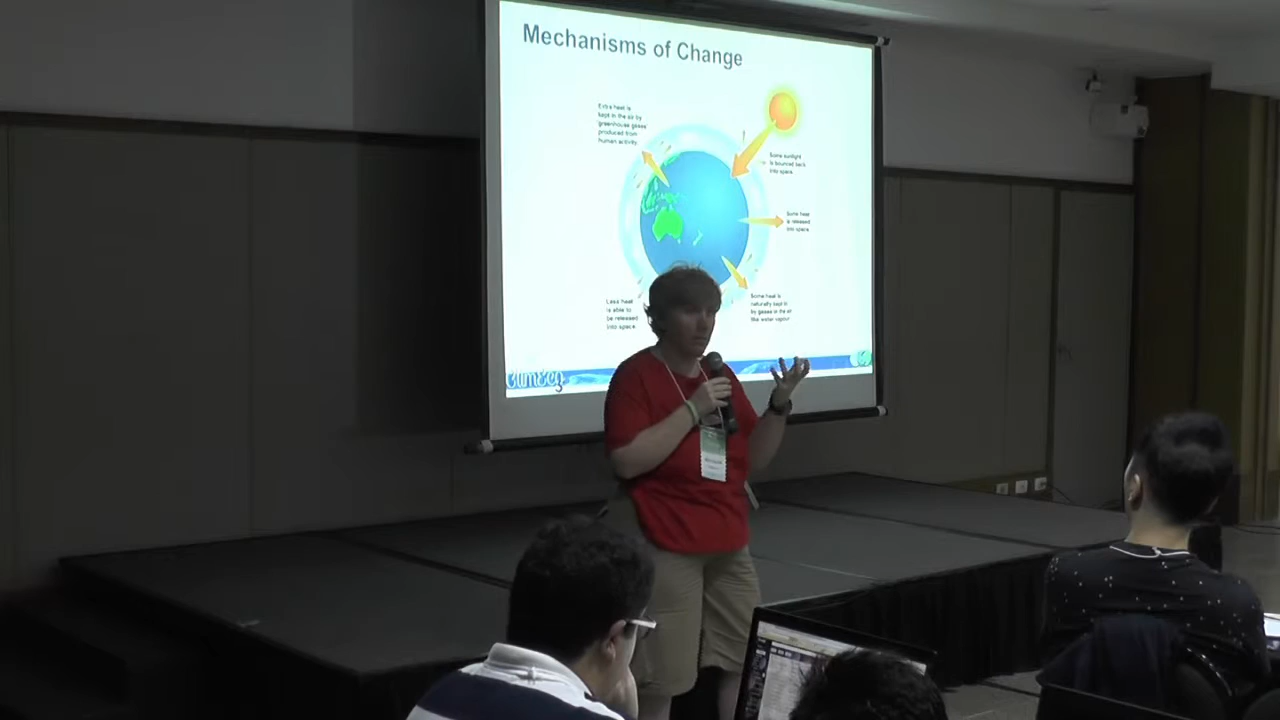 Mechanisms of Change
Extra heat is
kept in the air by
'greenhouse gases'
produced from
human activity.
Some sunlight
is bounced back
into space.
Some heat
is released
into space.
Less heat
is able to
be released
into space.
Some heat is
naturally kept in
by gases in the air
like water vapour